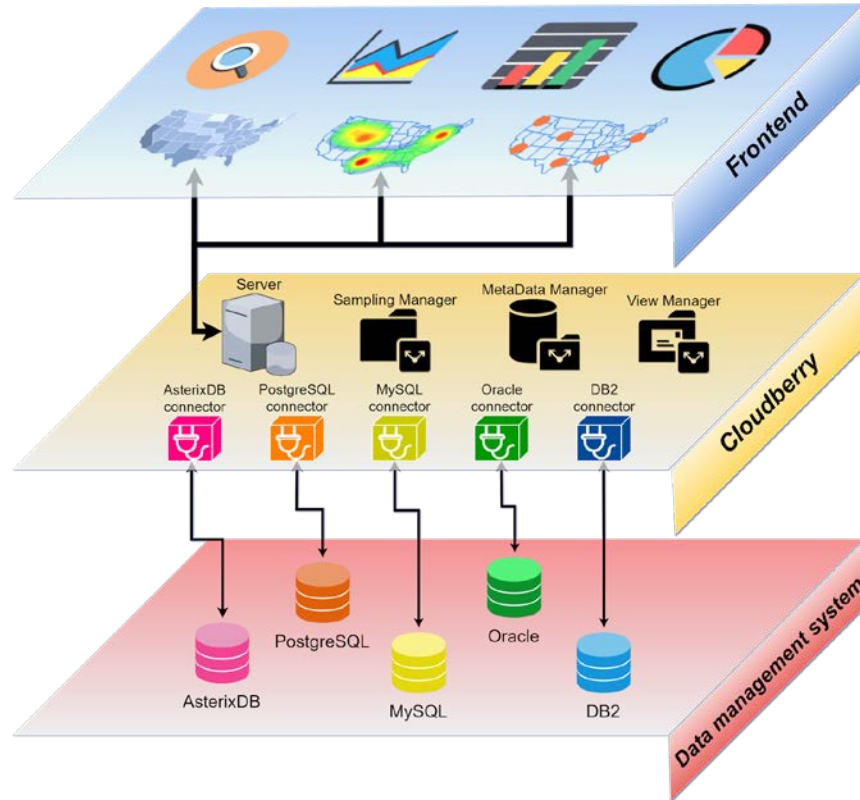 Frontend
Server
Sampling Manager
MetaData Manager
View Manager
AsterixDB
connector
PostgreSQL
connector
MySQL
connector
Oracle
connector
DB2
connector
Cloudberry
PostgreSQL
Oracle
AsterixDB
MySQL
DB2
Data management system